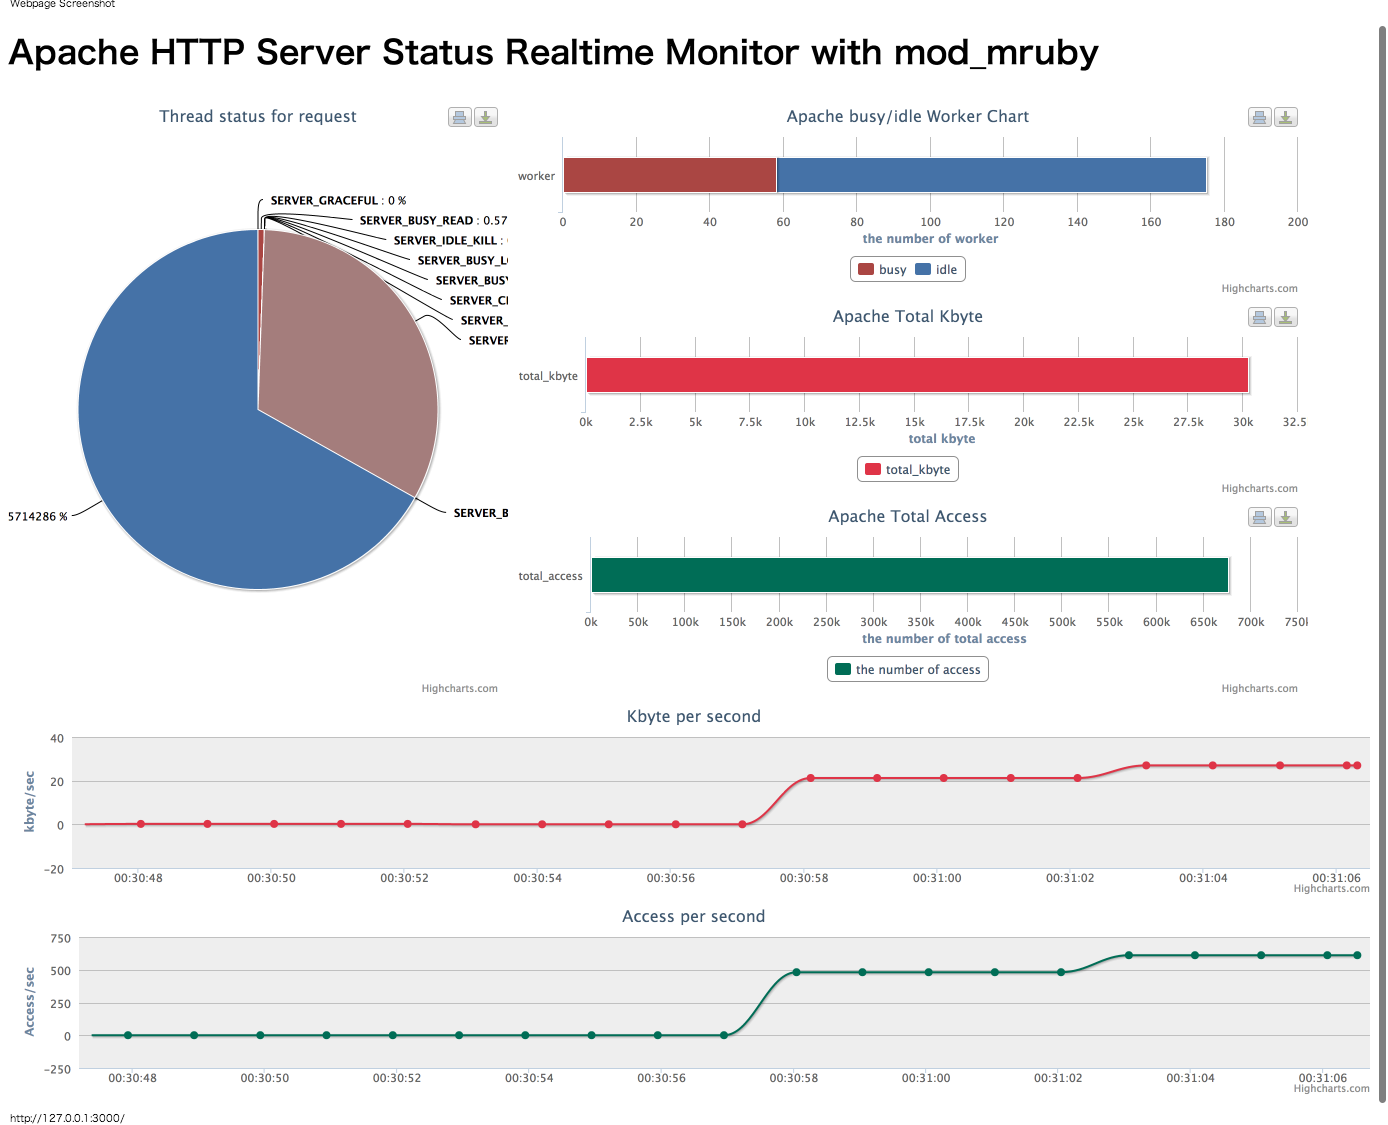 Webpage Screenshot
Apache HTTP Server Status Realtime Monitor with mod_mruby
Thread status for request
SERVER_GRACEFUL : 0 %
SERVER_BUSY_READ : 0.57
SERVER_IDLE_KILL :
SERVER_BUSY_L
SERVER_BUSY
SERVER_C
SERVER_
SERVER
SERVER_B
5714286 %
Highcharts.com
Apache busy/idle Worker Chart
worker
0 20 40 60 80 100 120 140 160 180 200
the number of worker
busy idle
Highcharts.com
Apache Total Kbyte
total_kbyte
0k 2.5k 5k 7.5k 10k 12.5k 15k 17.5k 20k 22.5k 25k 27.5k 30k 32.5
total kbyte
total_kbyte
Highcharts.com
Apache Total Access
total_access
0k 50k 100k 150k 200k 250k 300k 350k 400k 450k 500k 550k 600k 650k 700k 750
the number of total access
the number of access
Highcharts.com
Kbyte per second
kbyte/sec
40
20
0
-20
00:30:48 00:30:50 00:30:52 00:30:54 00:30:56 00:30:58 00:31:00 00:31:02 00:31:04 00:31:06
Highcharts.com
Access per second
Access/sec
750
500
250
0
-250
00:30:48 00:30:50 00:30:52 00:30:54 00:30:56 00:30:58 00:31:00 00:31:02 00:31:04 00:31:06
Highcharts.com
http://127.0.0.1:3000/